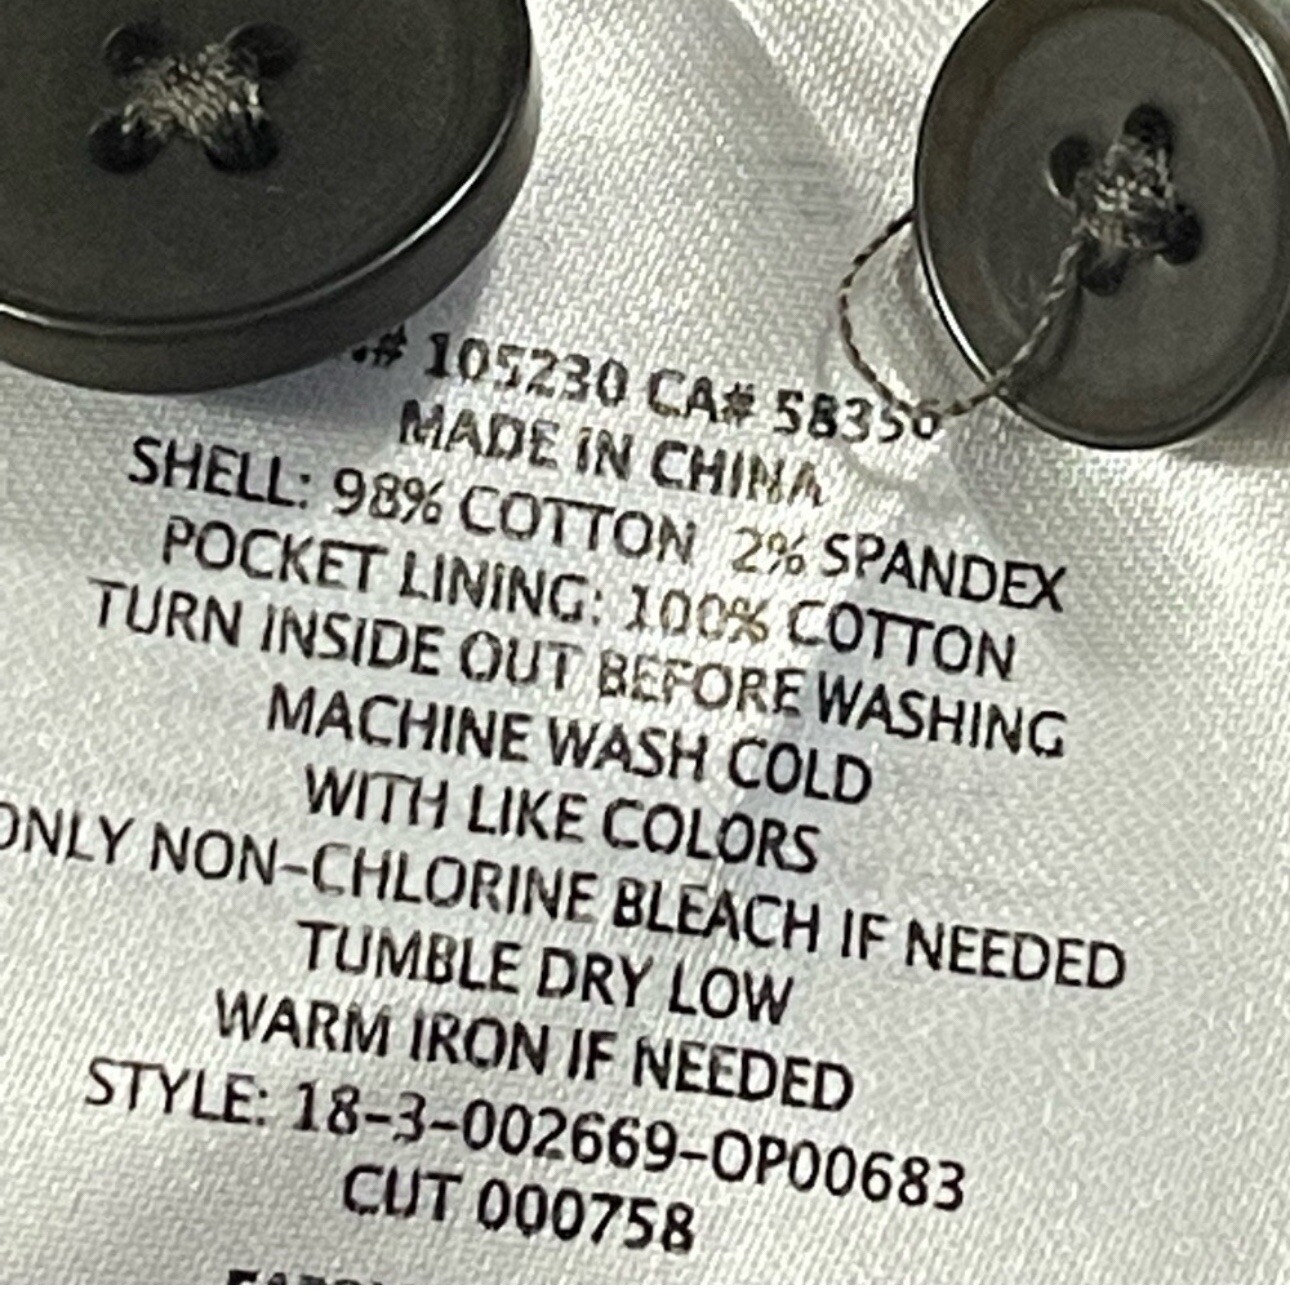 # 105230 CA# 58350
MADE IN CHINA
SHELL: 98% COTTON 2% SPANDEX
POCKET LINING: 100% COTTON
TURN INSIDE OUT BEFORE WASHING
MACHINE WASH COLD
WITH LIKE COLORS
ONLY NON-CHLORINE BLEACH IF NEEDED
TUMBLE DRY LOW
WARM IRON IF NEEDED
STYLE: 18-3-002669-OP00683
CUT 000758